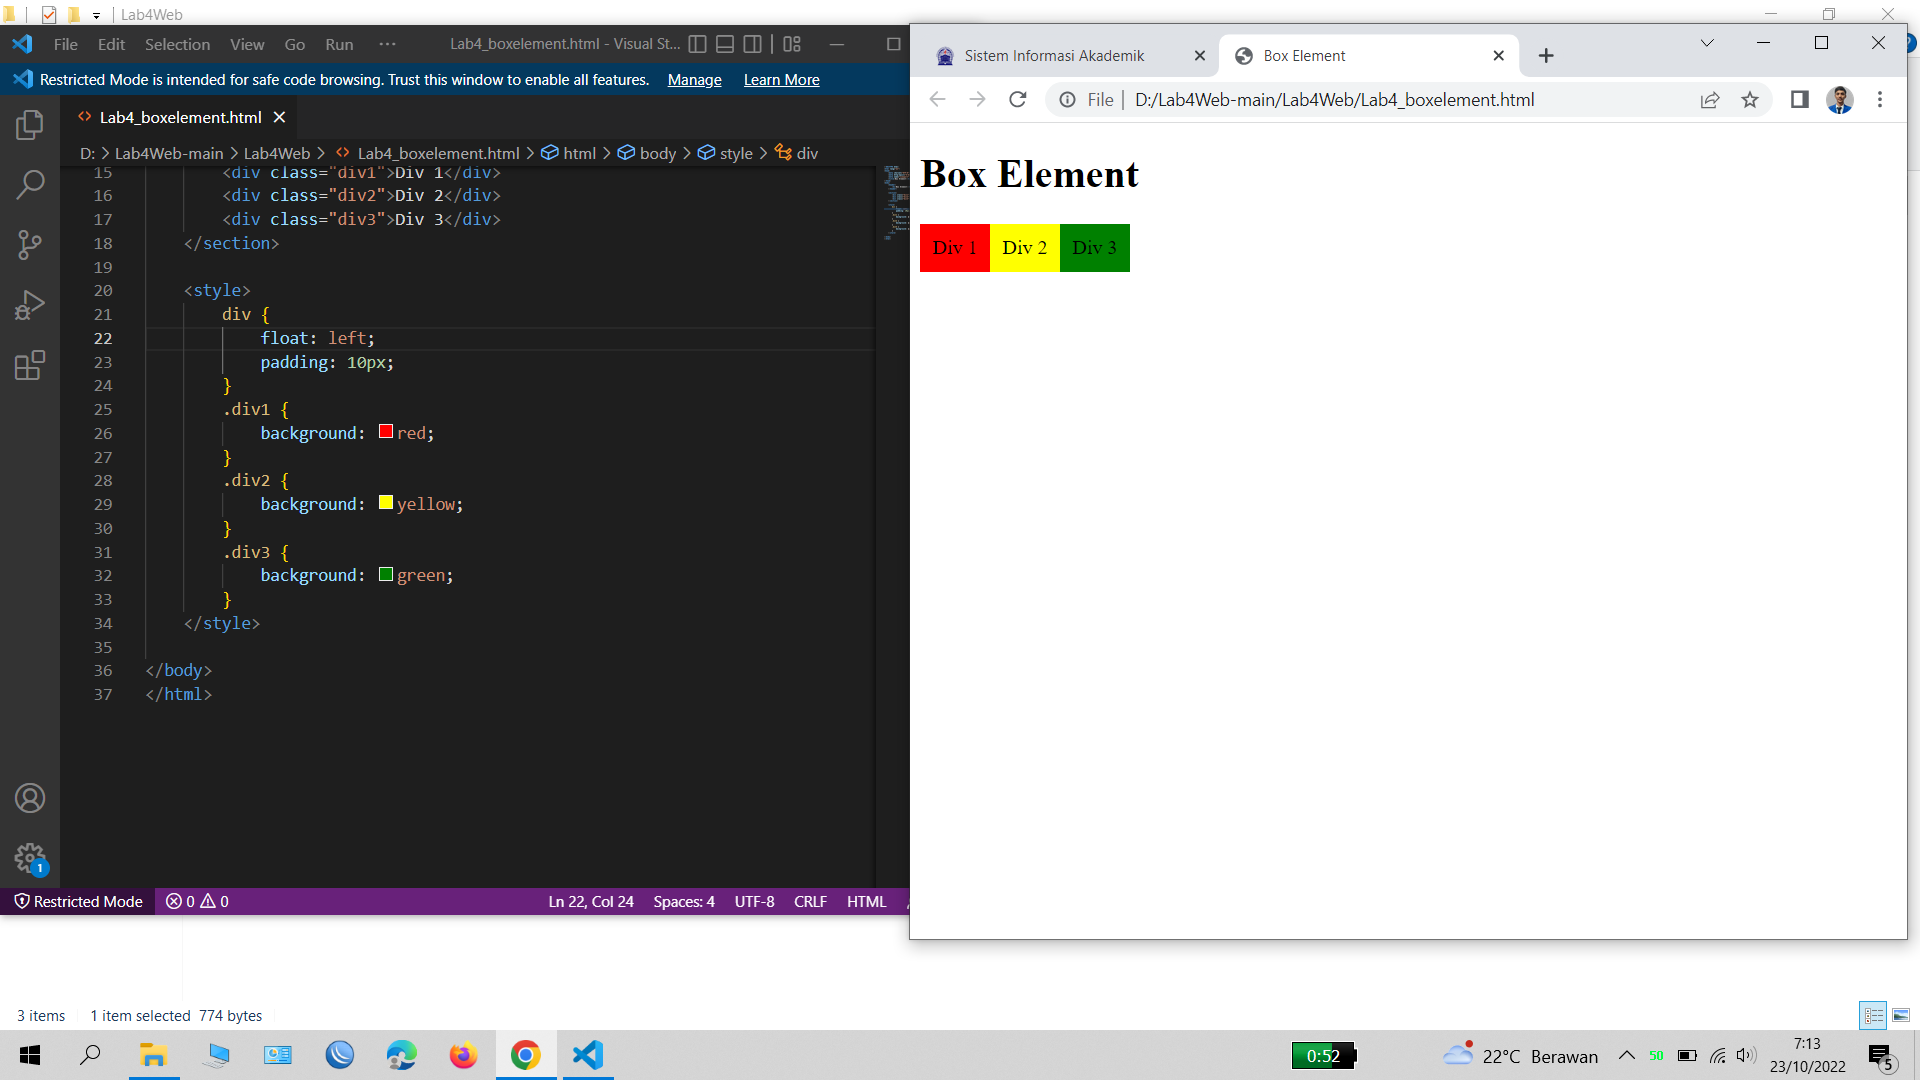 Lab4Web
File Edit Selection View Go Run ··· Lab4_boxelement.html - Visual St...
Restricted Mode is intended for safe code browsing. Trust this window to enable all features. Manage Learn More
<> Lab4_boxelement.html
D: > Lab4Web-main > Lab4Web > <> Lab4_boxelement.html > html > body > style > div
15 <div class="div1">Div 1</div>
16 <div class="div2">Div 2</div>
17 <div class="div3">Div 3</div>
18 </section>
19
20 <style>
21 div {
22 float: left;
23 padding: 10px;
24 }
25 .div1 {
26 background: red;
27 }
28 .div2 {
29 background: yellow;
30 }
31 .div3 {
32 background: green;
33 }
34 </style>
35
36 </body>
37 </html>
1
Restricted Mode 0 0 Ln 22, Col 24 Spaces: 4 UTF-8 CRLF HTML
Sistem Informasi Akademik Box Element
File D:/Lab4Web-main/Lab4Web/Lab4_boxelement.html
Box Element
Div 1 Div 2 Div 3
3 items 1 item selected 774 bytes
0:52 22°C Berawan 50 7:13
23/10/2022 5